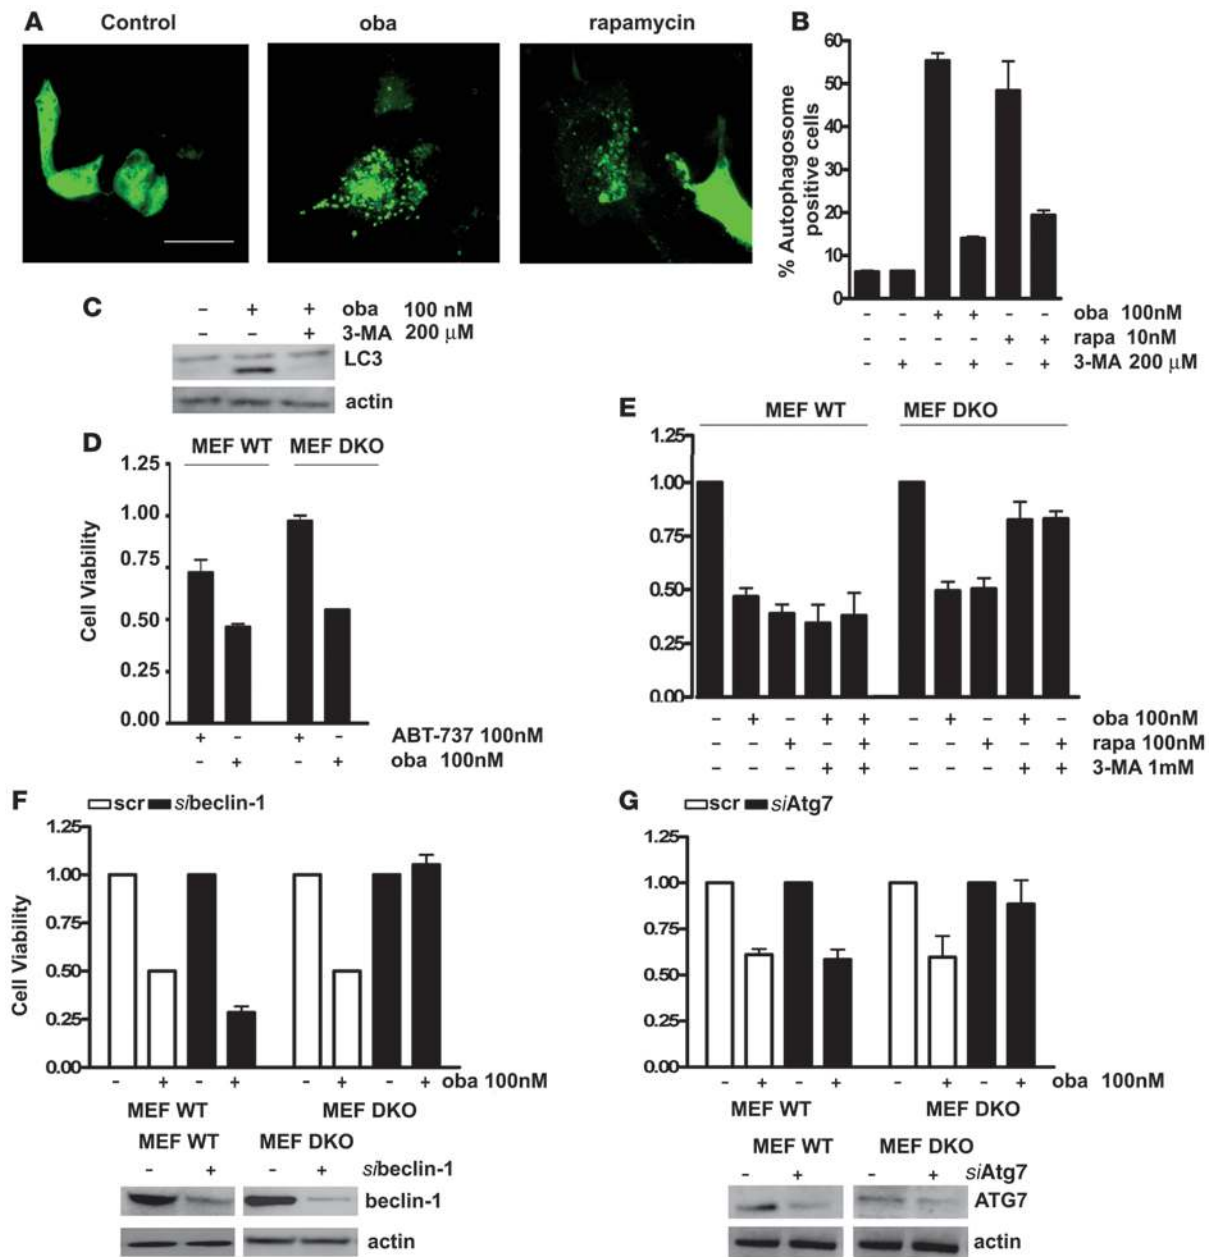 A Control oba rapamycin
B
% Autophagosome
positive cells
60
50
40
50
20
10
0
- - + + - - oba 100nM
- - - - + + rapa 10nM
- + - + - + 3-MA 200 μM
C
- + + oba 100 nM
- - + 3-MA 200 μM
LC3
actin
D
MEF WT MEF DKO
Cell Viability
1.25
1.00
0.75
0.50
0.25
0.00
+ - + - ABT-737 100nM
- + - + oba 100nM
E
MEF WT MEF DKO
1.25
1.00
0.75
0.50
0.25
0.00
- + - + + - + - + - oba 100nM
- - + - + - - + - + rapa 100nM
- - - + + - - - + + 3-MA 1mM
F scr sibeclin-1
Cell Viability
1.25
1.00
0.50
0.25
0.00
- + - + - + - + oba 100nM
MEF WT MEF DKO
MEF WT MEF DKO
- + - + sibeclin-1
beclin-1
actin
G scr siAtg7
1.25
1.00
0.75
0.50
0.25
0.00
- + - + - + - + oba 100nM
MEF WT MEF DKO
MEF WT MEF DKO
- + - + siAtg7
ATG7
actin